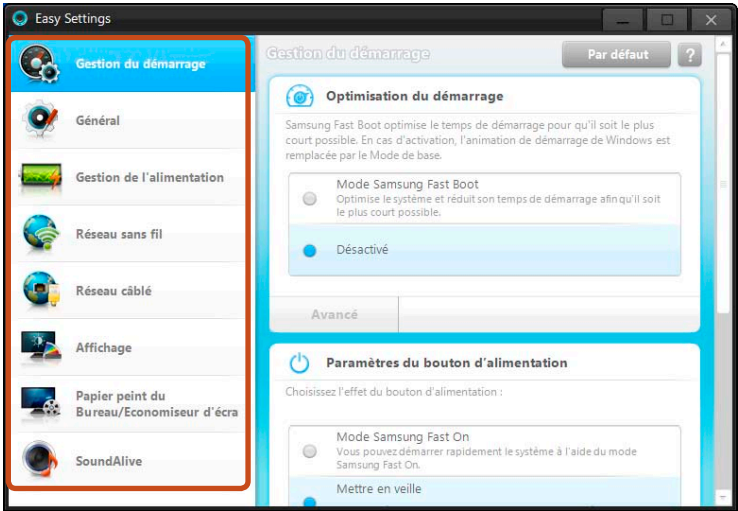 Easy Settings
Gestion du démarrage
Général
Gestion de l'alimentation
Réseau sans fil
Réseau câblé
Affichage
Papier peint du
Bureau/Economiseur d'écra
SoundAlive
Gestion du démarrage
Par défaut
?
Optimisation du démarrage
Samsung Fast Boot optimise le temps de démarrage pour qu'il soit le plus
court possible. En cas d'activation, l'animation de démarrage de Windows est
remplacée par le Mode de base.
Mode Samsung Fast Boot
Optimise le système et réduit son temps de démarrage afin qu'il soit
le plus court possible.
Désactivé
Avancé
Paramètres du bouton d'alimentation
Choisissez l'effet du bouton d'alimentation :
Mode Samsung Fast On
Vous pouvez démarrer rapidement le système à l'aide du mode
Samsung Fast On.
Mettre en veille